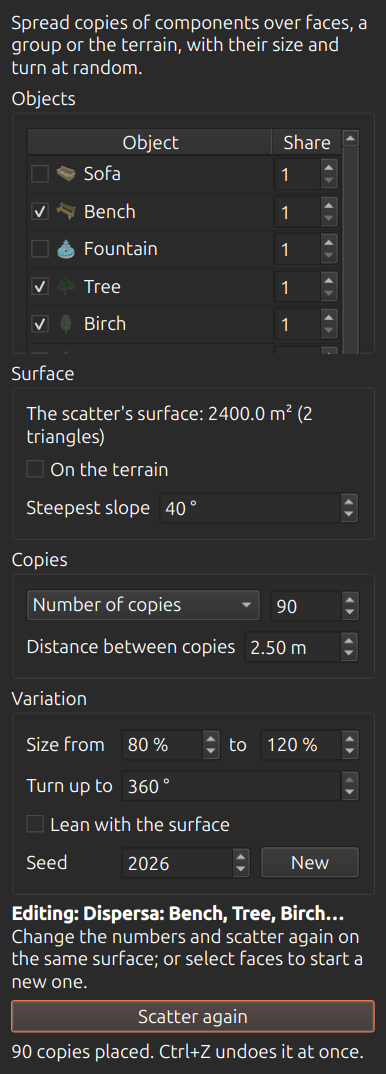 Spread copies of components over faces, a
group or the terrain, with their size and
turn at random.
Objects
Object Share
Sofa 1
Bench 1
Fountain 1
Tree 1
Birch 1
Surface
The scatter's surface: 2400.0 m² (2
triangles)
On the terrain
Steepest slope 40 °
Copies
Number of copies 90
Distance between copies 2.50 m
Variation
Size from 80 % to 120 %
Turn up to 360 °
Lean with the surface
Seed 2026 New
Editing: Dispersa: Bench, Tree, Birch...
Change the numbers and scatter again on
the same surface; or select faces to start a
new one.
Scatter again
90 copies placed. Ctrl+Z undoes it at once.